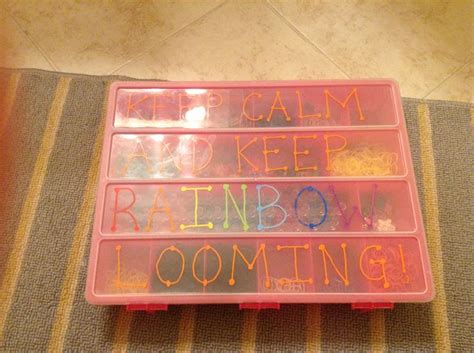 KEEP CALM
AND KEEP
RAINBOW
LOOMING!